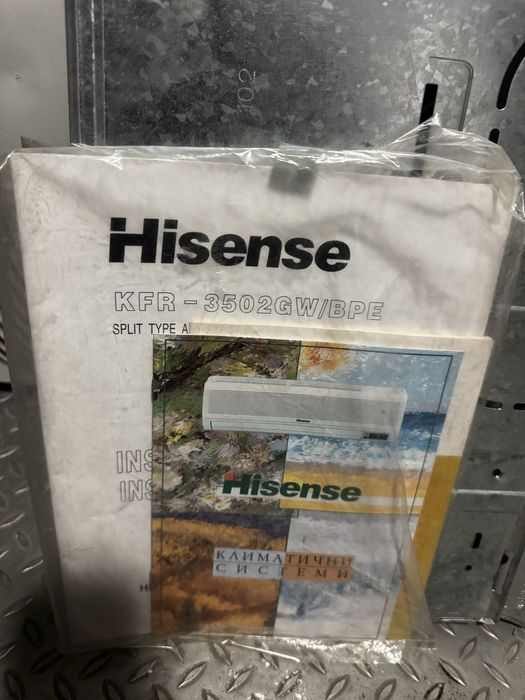 102
Hisense
KFR-3502GW/BPE
SPLIT TYPE A
INS
INS
Hisense
КЛИМАТИЧНИ
СИСТЕМИ